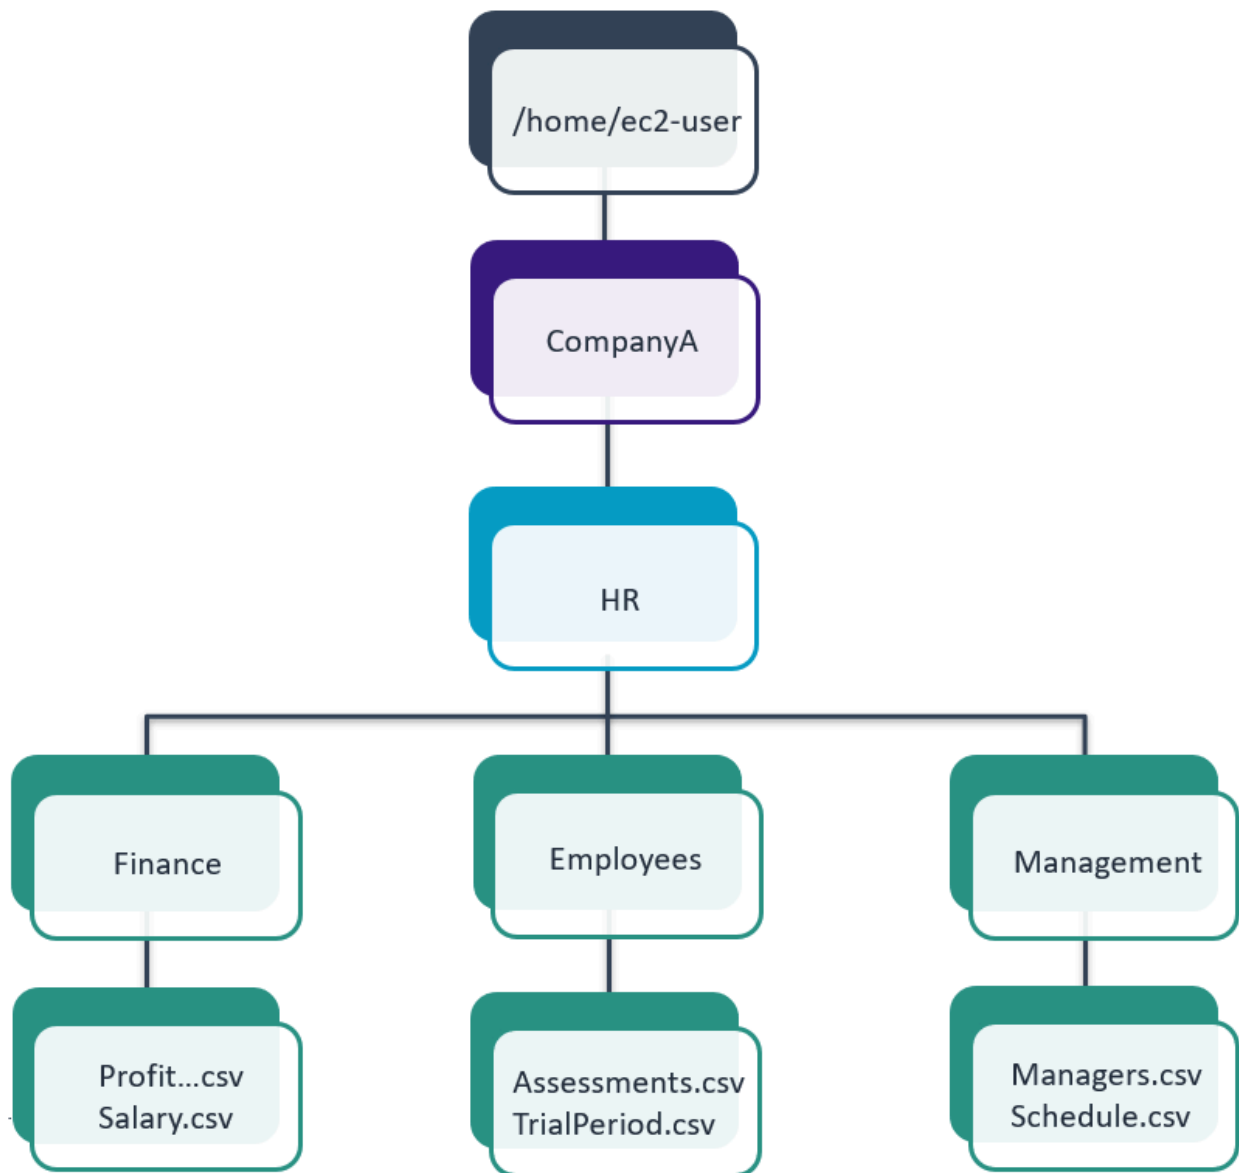 /home/ec2-user
CompanyA
HR
Finance
Employees
Management
Profit...csv
Salary.csv
Assessments.csv
TrialPeriod.csv
Managers.csv
Schedule.csv